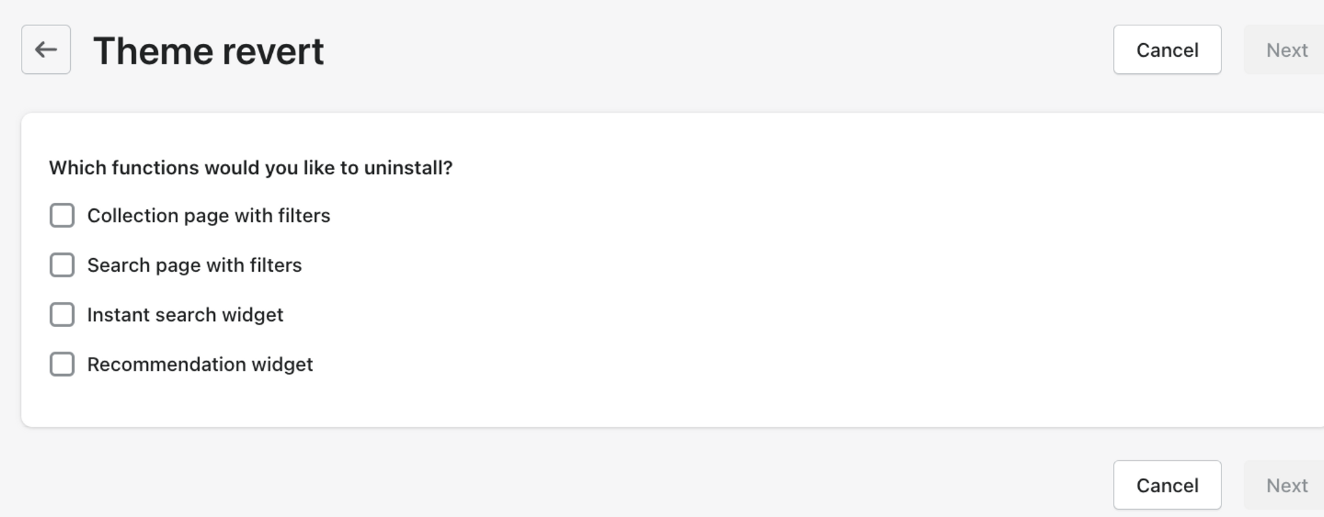 Theme revert
Cancel
Next
Which functions would you like to uninstall?
Collection page with filters
Search page with filters
Instant search widget
Recommendation widget
Cancel
Next